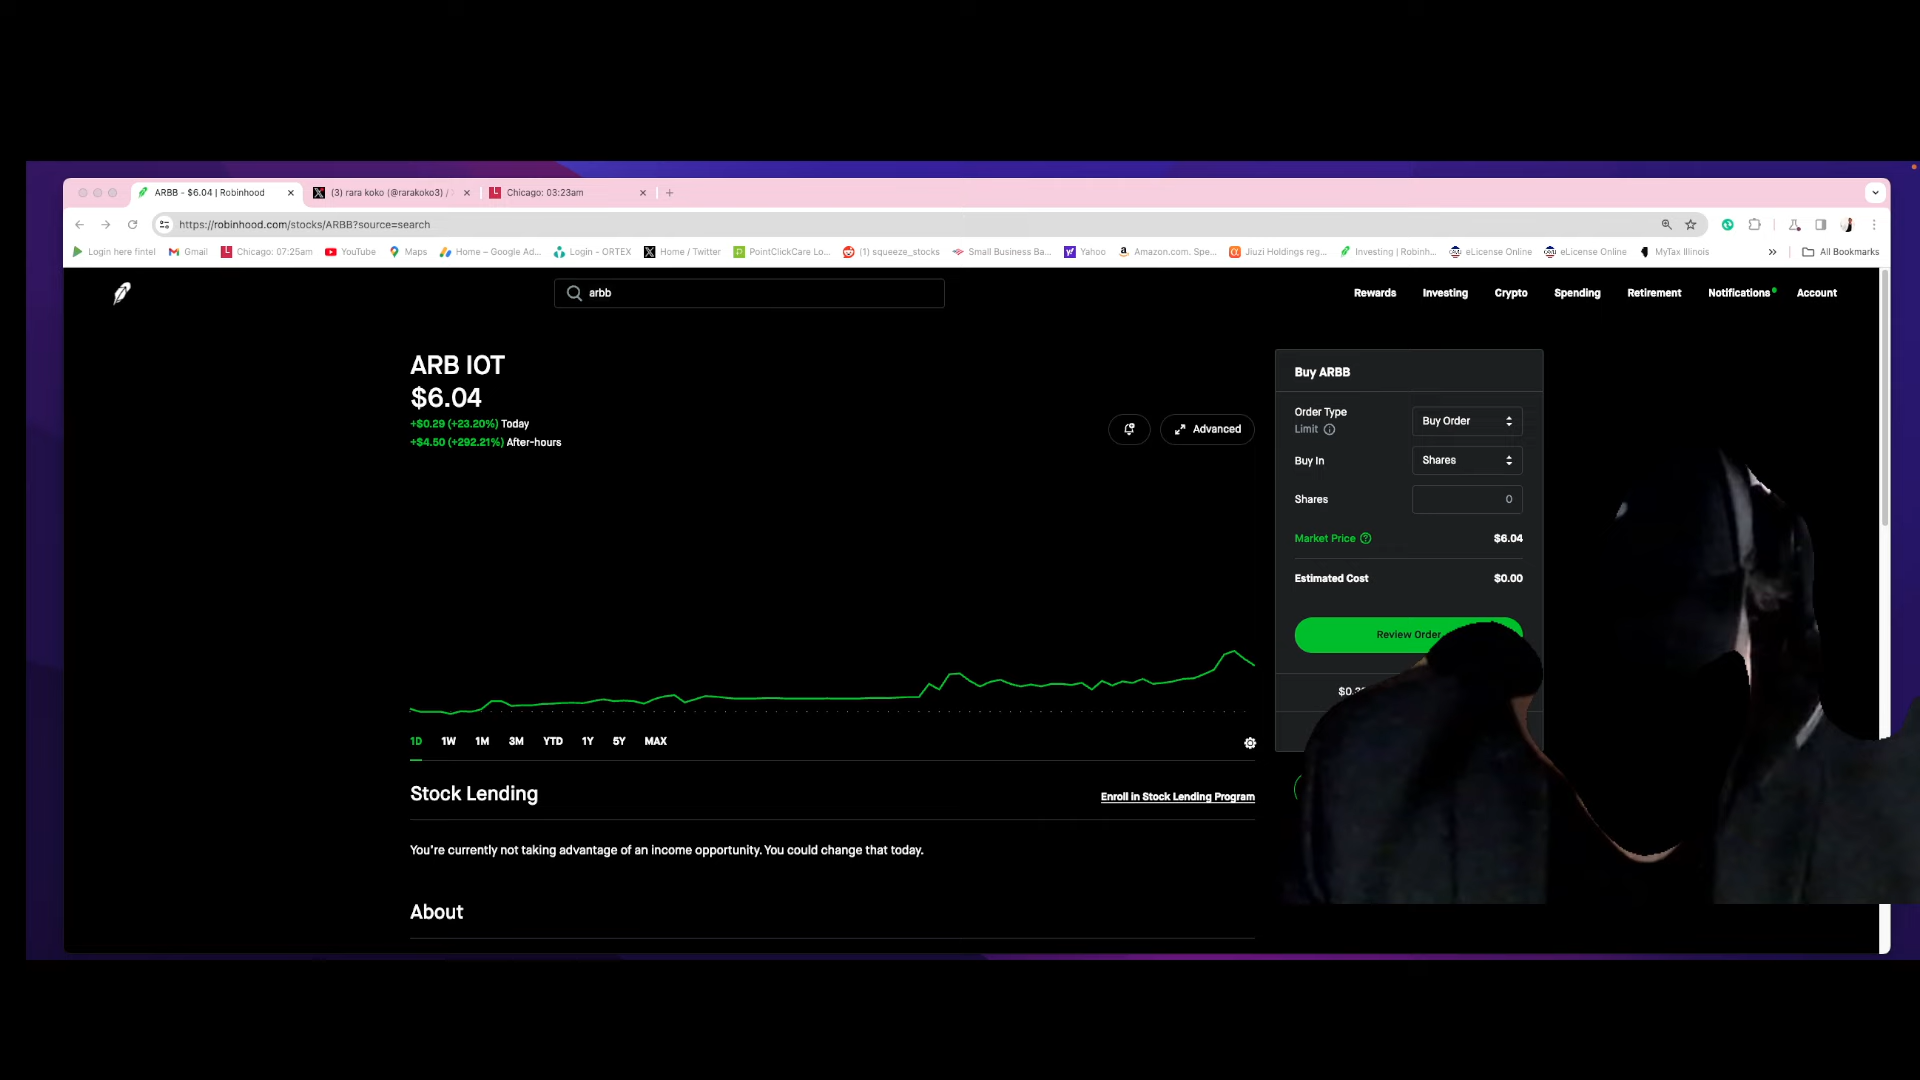 ARBB - $6.04 | Robinhood
(3) rara koko (@rarakoko3) /
Chicago: 03:23am
https://robinhood.com/stocks/ARBB?source=search
Login here fintel
Gmail
Chicago: 07:25am
YouTube
Maps
Home – Google Ad...
Login - ORTEX
Home / Twitter
PointClickCare Lo...
(1) squeeze_stocks
Small Business Ba...
Yahoo
Amazon.com. Spe...
Jiuzi Holdings reg...
Investing | Robinh...
eLicense Online
eLicense Online
MyTax Illinois
All Bookmarks
arbb
Rewards
Investing
Crypto
Spending
Retirement
Notifications
Account
ARB IOT
$6.04
+$0.29 (+23.20%) Today
+$4.50 (+292.21%) After-hours
Advanced
Buy ARBB
Order Type
Limit
Buy Order
Buy In
Shares
Shares
0
Market Price
$6.04
Estimated Cost
$0.00
Review Order
1D
1W
1M
3M
YTD
1Y
5Y
MAX
Stock Lending
Enroll in Stock Lending Program
You're currently not taking advantage of an income opportunity. You could change that today.
About